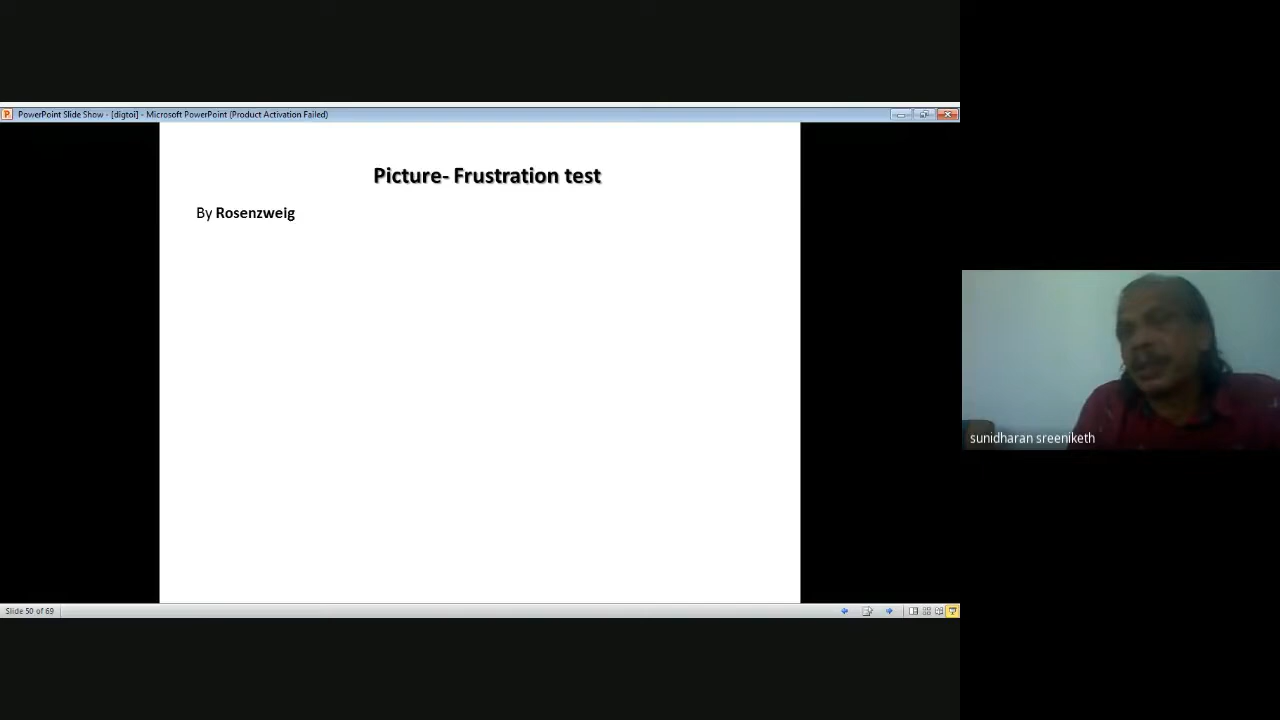 PowerPoint Slide Show - [digtoi] - Microsoft PowerPoint (Product Activation Failed)
Picture- Frustration test
By Rosenzweig
sunidharan sreeniketh
Slide 50 of 69